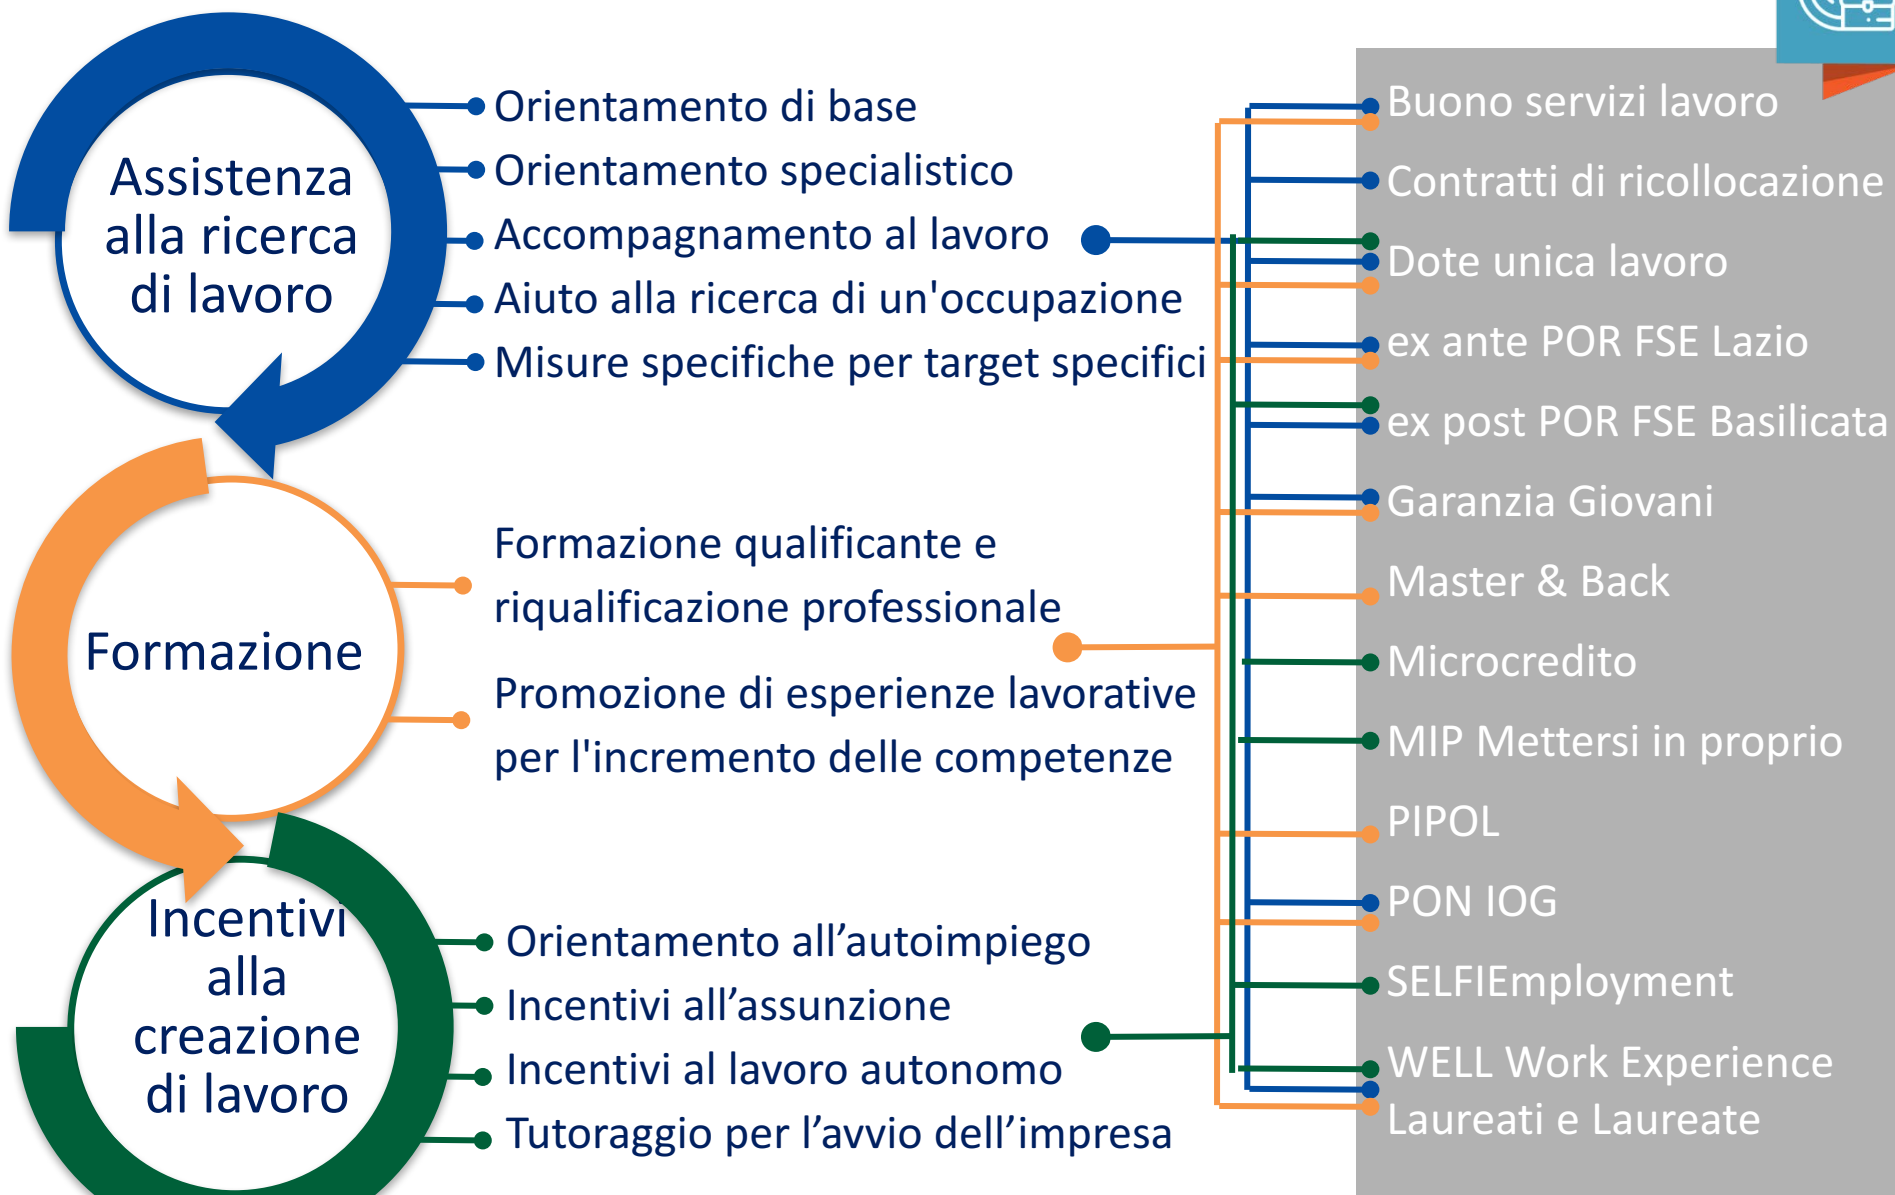 Assistenza
alla ricerca
di lavoro
Orientamento di base
Orientamento specialistico
Accompagnamento al lavoro
Aiuto alla ricerca di un'occupazione
Misure specifiche per target specifici
Formazione
Formazione qualificante e
riqualificazione professionale
Promozione di esperienze lavorative
per l'incremento delle competenze
Incentivi
alla
creazione
di lavoro
Orientamento all’autoimpiego
Incentivi all’assunzione
Incentivi al lavoro autonomo
Tutoraggio per l’avvio dell’impresa
Buono servizi lavoro
Contratti di ricollocazione
Dote unica lavoro
ex ante POR FSE Lazio
ex post POR FSE Basilicata
Garanzia Giovani
Master & Back
Microcredito
MIP Mettersi in proprio
PIPOL
PON IOG
SELFIEmployment
WELL Work Experience
Laureati e Laureate